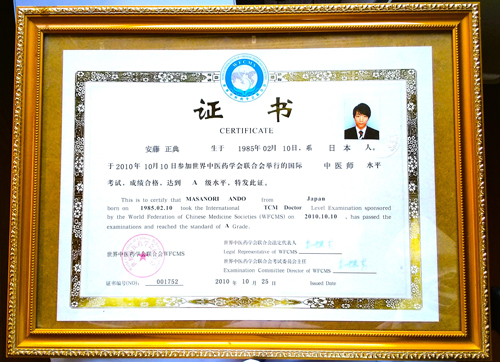 WFCMS
证 书
CERTIFICATE
安藤 正典 生于 1985年02月 10日、系 日本 人。
于2010年 10月10日参加世界中医药学会联合会举行的国际 中医师 水平
考试, 成绩合格、达到 A 级水平, 特发此证。
This is to certify that MASANORI ANDO from Japan
born on 1985.02.10 took the International TCM Doctor Level Examination sponsored
by the World Federation of Chinese Medicine Societies (WFCMS) on 2010.10.10 , has passed the
examinations and reached the standard of A Grade.
世界中医药学会联合会法定代表人
Legal Representative of WFCMS
世界中医药学会联合会WFCMS
世界中医药学会联合会考试委员会主任
Examination Committee Director of WFCMS
证书编号(NO): 001752
2010 年 10 月 25 日 Issued Date